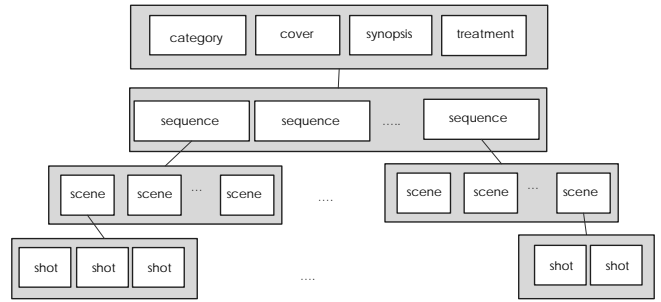 category cover synopsis treatment
sequence sequence ..... sequence
scene scene ... scene .... scene scene ... scene
shot shot shot .... shot shot